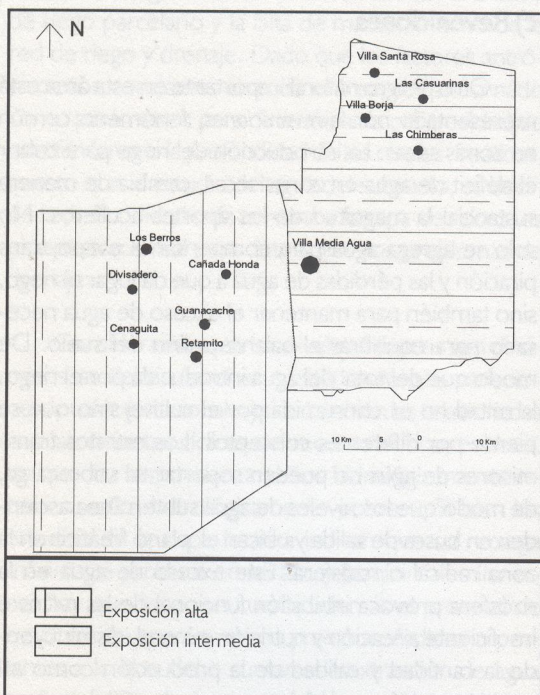 N
Villa Santa Rosa
Las Casuarinas
Villa Borja
Las Chimberas
Villa Media Agua
Los Berros
Cañada Honda
Divisadero
Guanacache
Cenaguita
Retamito
10 Km 0 5 10 Km
Exposición alta
Exposición intermedia